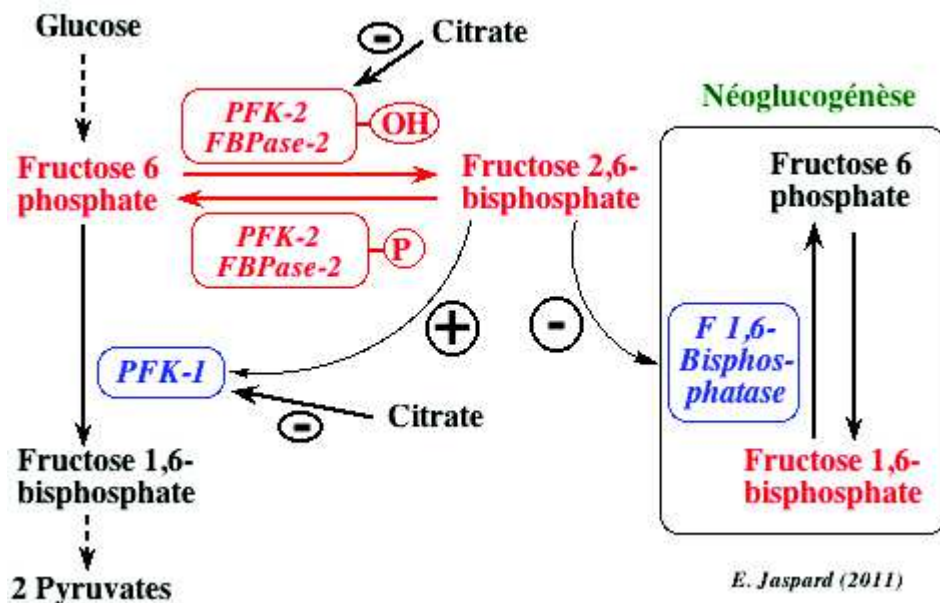 Glucose
-
Citrate
PFK-2
FBPase-2
OH
Fructose 6
phosphate
Fructose 2,6-
bisphosphate
PFK-2
FBPase-2
P
+
-
PFK-1
-
Citrate
Fructose 1,6-
bisphosphate
2 Pyruvates
Néoglucogénèse
Fructose 6
phosphate
F 1,6-
Bisphos-
phatase
Fructose 1,6-
bisphosphate
E. Jaspard (2011)